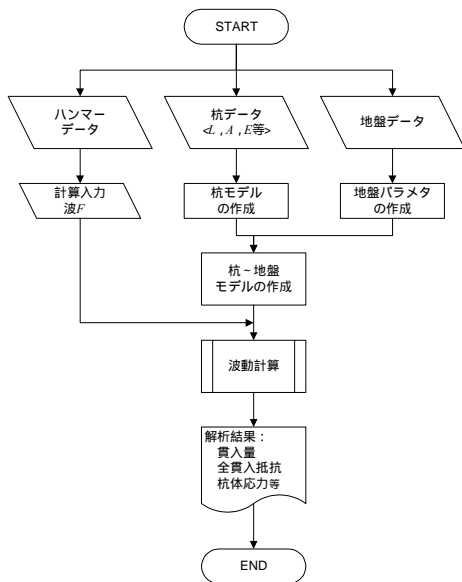 START
ハンマー
データ
杭データ
<L , A , E等>
地盤データ
計算入力
波F
杭モデル
の作成
地盤パラメタ
の作成
杭～地盤
モデルの作成
波動計算
解析結果：
貫入量
全貫入抵抗
杭体応力等
END